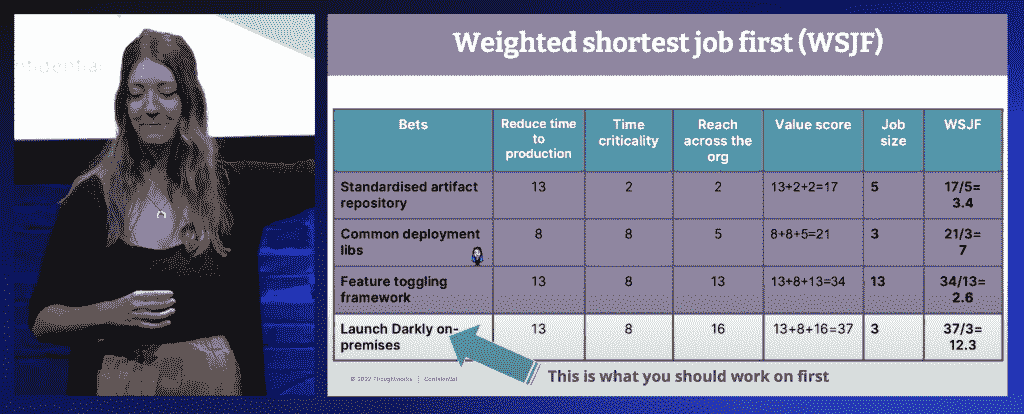 Weighted shortest job first (WSJF)
Bets
Reduce time
to
production
Time
criticality
Reach
across the
org
Value score
Job
size
WSJF
Standardised artifact
repository
13
2
2
13+2+2=17
5
17/5=
3.4
Common deployment
libs
8
8
5
8+8+5=21
3
21/3=
7
Feature toggling
framework
13
8
13
13+8+13=34
13
34/13=
2.6
Launch Darkly on-
premises
13
8
16
13+8+16=37
3
37/3=
12.3
Thoughtworks | Confidential
This is what you should work on first